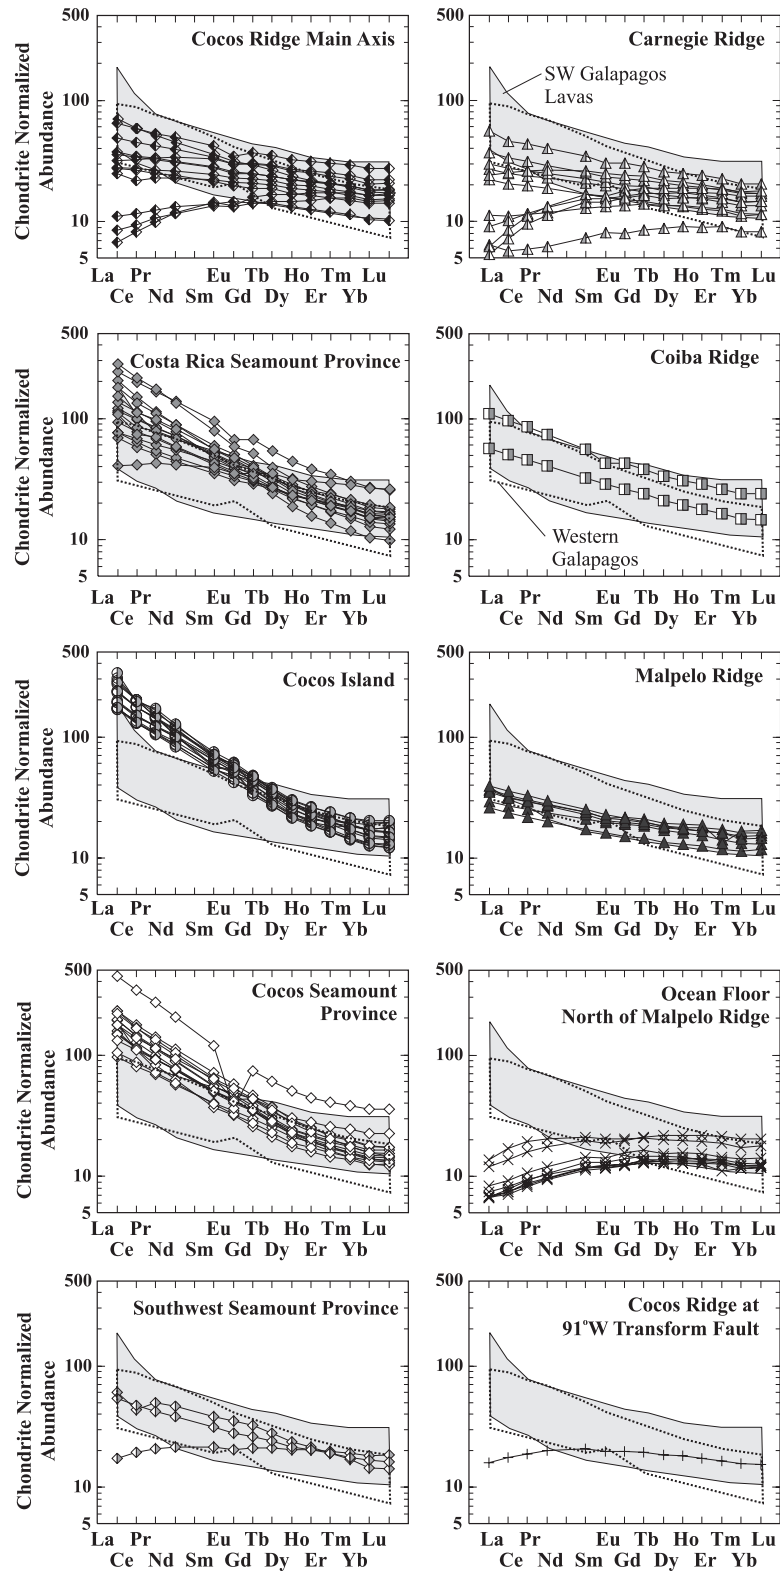 Cocos Ridge Main Axis
Chondrite Normalized
Abundance
500
100
10
5
La Pr Eu Tb Ho Tm Lu
Ce Nd Sm Gd Dy Er Yb
Carnegie Ridge
SW Galapagos
Lavas
500
100
10
5
La Pr Eu Tb Ho Tm Lu
Ce Nd Sm Gd Dy Er Yb
Costa Rica Seamount Province
Chondrite Normalized
Abundance
500
100
10
5
La Pr Eu Tb Ho Tm Lu
Ce Nd Sm Gd Dy Er Yb
Coiba Ridge
Western
Galapagos
500
100
10
5
La Pr Eu Tb Ho Tm Lu
Ce Nd Sm Gd Dy Er Yb
Cocos Island
Chondrite Normalized
Abundance
500
100
10
5
La Pr Eu Tb Ho Tm Lu
Ce Nd Sm Gd Dy Er Yb
Malpelo Ridge
500
100
10
5
La Pr Eu Tb Ho Tm Lu
Ce Nd Sm Gd Dy Er Yb
Cocos Seamount
Province
Chondrite Normalized
Abundance
500
100
10
5
La Pr Eu Tb Ho Tm Lu
Ce Nd Sm Gd Dy Er Yb
Ocean Floor
North of Malpelo Ridge
500
100
10
5
La Pr Eu Tb Ho Tm Lu
Ce Nd Sm Gd Dy Er Yb
Southwest Seamount Province
Chondrite Normalized
Abundance
500
100
10
5
La Pr Eu Tb Ho Tm Lu
Ce Nd Sm Gd Dy Er Yb
Cocos Ridge at
91°W Transform Fault
500
100
10
5
La Pr Eu Tb Ho Tm Lu
Ce Nd Sm Gd Dy Er Yb